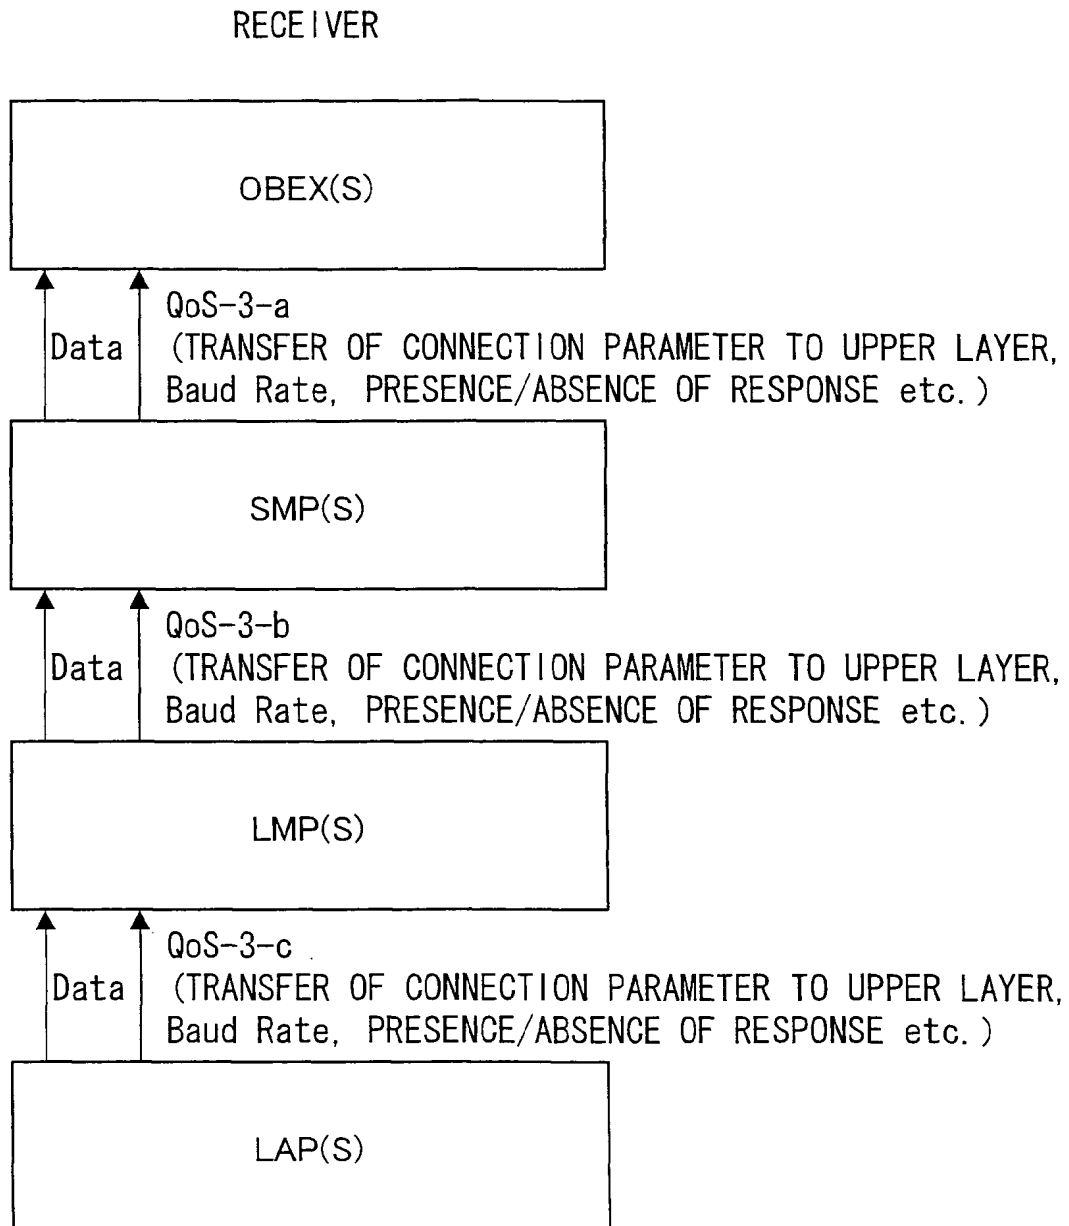 RECEIVER
OBEX(S)
QoS-3-a
Data
(TRANSFER OF CONNECTION PARAMETER TO UPPER LAYER,
Baud Rate, PRESENCE/ABSENCE OF RESPONSE etc.)
SMP(S)
QoS-3-b
Data
(TRANSFER OF CONNECTION PARAMETER TO UPPER LAYER,
Baud Rate, PRESENCE/ABSENCE OF RESPONSE etc.)
LMP(S)
QoS-3-c
Data
(TRANSFER OF CONNECTION PARAMETER TO UPPER LAYER,
Baud Rate, PRESENCE/ABSENCE OF RESPONSE etc.)
LAP(S)